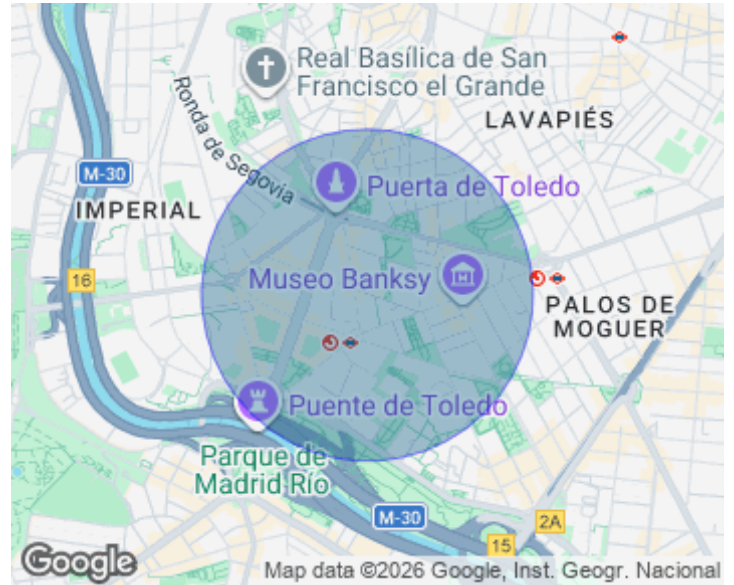 Real Basílica de San
Francisco el Grande
LAVAPIÉS
Ronda de Segovia
M-30
Puerta de Toledo
IMPERIAL
Museo Banksy
16
PALOS DE
MOGUER
Puente de Toledo
Parque de
Madrid Río
M-30
2A
15
Google
Map data ©2026 Google, Inst. Geogr. Nacional